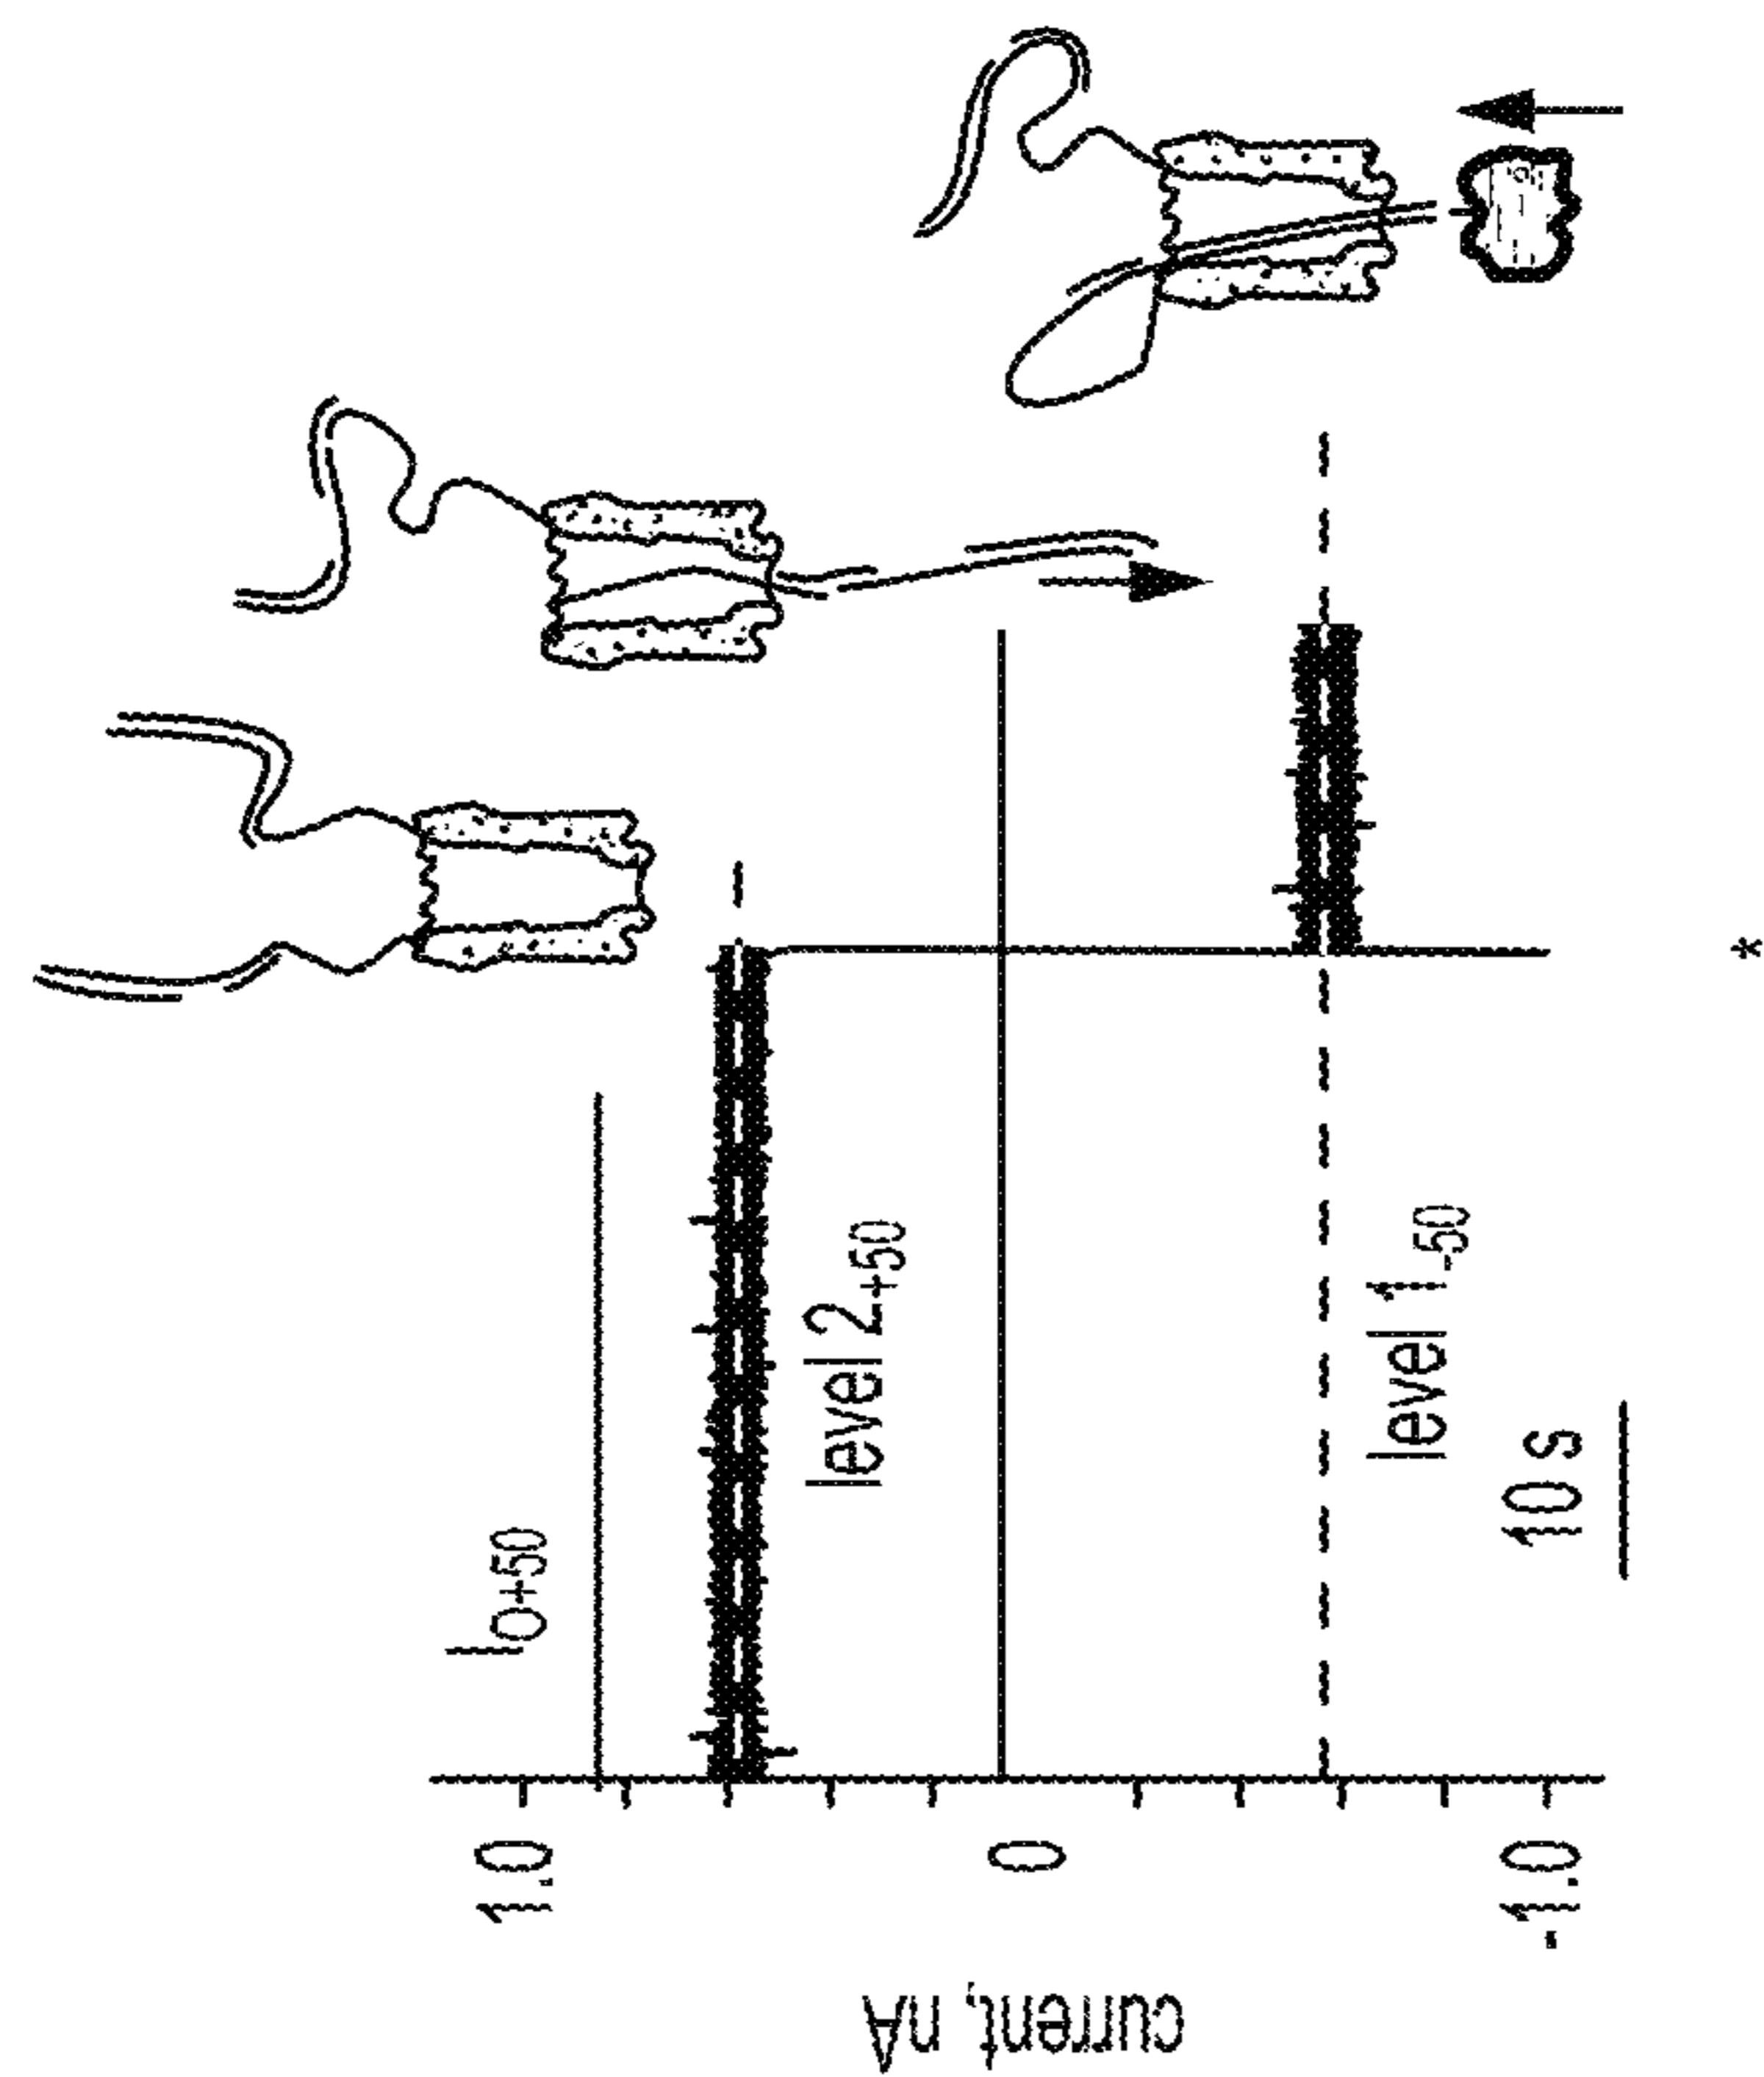 current, nA
1.0
0
-1.0
I₀₊₅₀
level 2₊₅₀
level 1₋₅₀
10 s
*